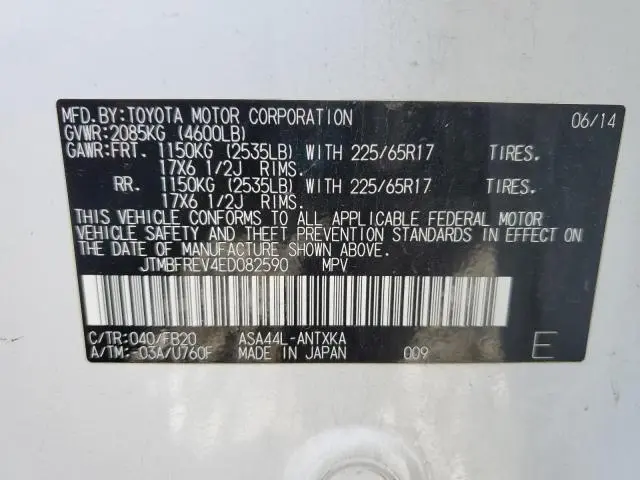 MFD.BY:TOYOTA MOTOR CORPORATION 06/14
GVWR:2085KG (4600LB)
GAWR:FRT. 1150KG (2535LB) WITH 225/65R17 TIRES.
17X6 1/2J RIMS.
RR. 1150KG (2535LB) WITH 225/65R17 TIRES.
17X6 1/2J RIMS.
THIS VEHICLE CONFORMS TO ALL APPLICABLE FEDERAL MOTOR
VEHICLE SAFETY AND THEFT PREVENTION STANDARDS IN EFFECT ON
THE DATE OF MANUFACTURE SHOWN ABOVE.
JTMBFREV4ED082590 MPV
C/TR:040/FB20 ASA44L-ANTXKA
A/TM:-03A/U760F MADE IN JAPAN 009 E